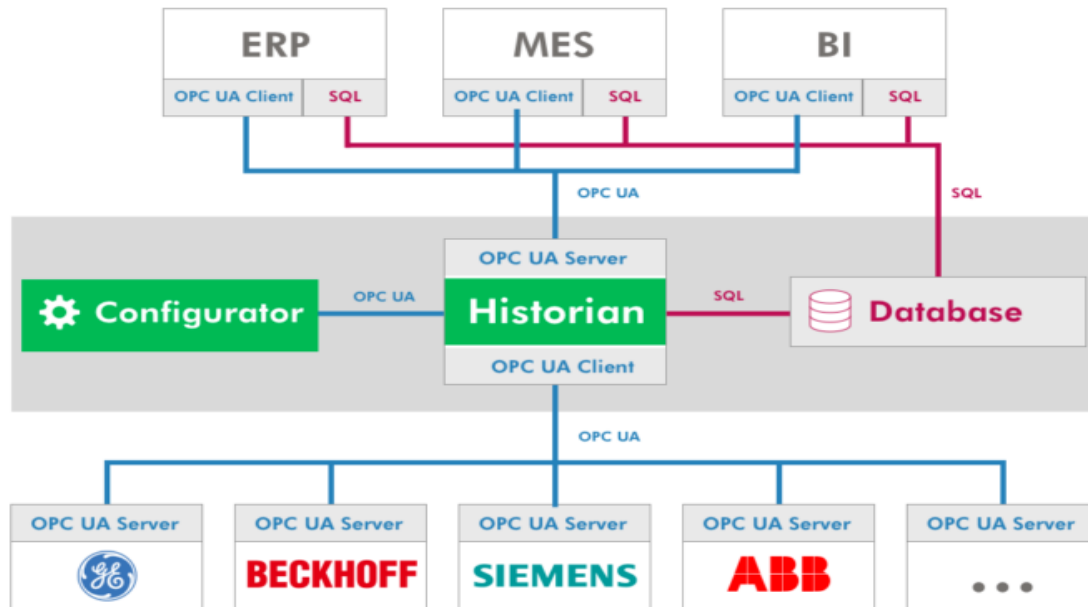 ERP
MES
BI
OPC UA Client
SQL
OPC UA Client
SQL
OPC UA Client
SQL
OPC UA
SQL
OPC UA Server
Configurator
OPC UA
Historian
SQL
Database
OPC UA Client
OPC UA
OPC UA Server
OPC UA Server
OPC UA Server
OPC UA Server
OPC UA Server
GE
BECKHOFF
SIEMENS
ABB
...